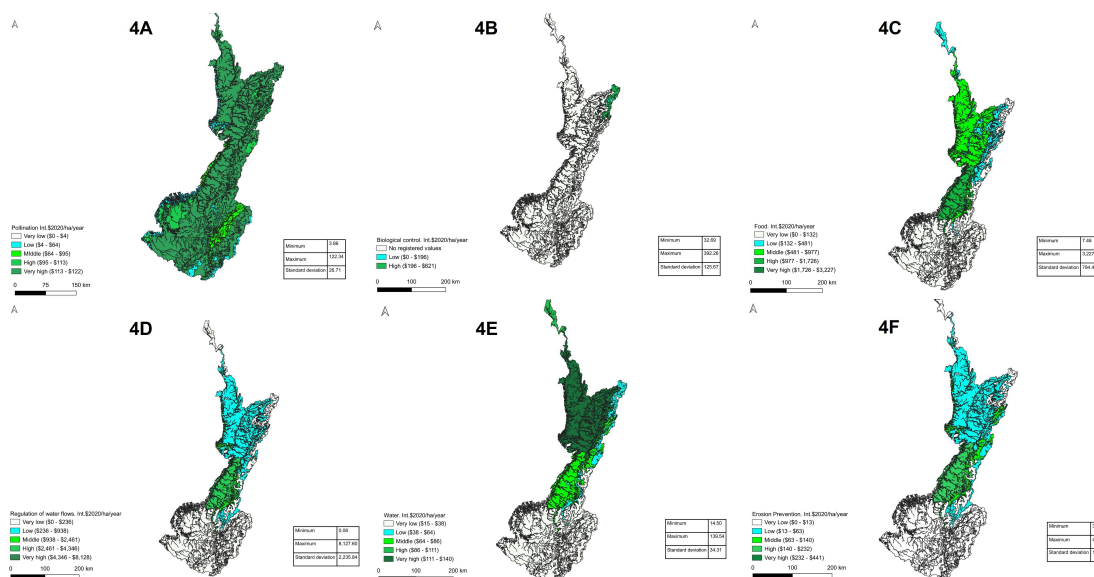 4A
Pollination Int.$2020/ha/year
Very low ($0 - $4)
Low ($4 - $64)
MIddle ($64 - $95)
High ($95 - $113)
Very high ($113 - $122)
0 75 150 km
Minimum 3.86
Maximum 122.34
Standard deviation 26.71
4B
Biological control. Int.$2020/ha/year
No registered values
Low ($0 - $196)
High ($196 - $621)
0 100 200 km
Minimum 32.69
Maximum 392.28
Standard deviation 125.67
4C
Food. Int.$2020/ha/year
Very low ($0 - $132)
Low ($132 - $481)
Middle ($481 - $977)
High ($977 - $1,726)
Very high ($1,726 - $3,227)
0 100 200 km
Minimum 7.46
Maximum 3,227
Standard deviation 794.4
4D
Regulation of water flows. Int.$2020/ha/year
Very low ($0 - $236)
Low ($236 - $938)
Middle ($938 - $2,461)
High ($2,461 - $4,346)
Very high ($4,346 - $8,128)
0 100 200 km
Minimum 0.08
Maximum 8,127.60
Standard deviation 2,235.84
4E
Water. Int.$2020/ha/year
Very low ($15 - $38)
Low ($38 - $64)
Middle ($64 - $86)
High ($86 - $111)
Very high ($111 - $140)
0 100 200 km
Minimum 14.50
Maximum 139.54
Standard deviation 34.31
4F
Erosion Prevention. Int.$2020/ha/year
Very Low ($0 - $13)
Low ($13 - $63)
Middle ($63 - $140)
High ($140 - $232)
Very high ($232 - $441)
0 100 200 km
Minimum
Maximum
Standard deviation